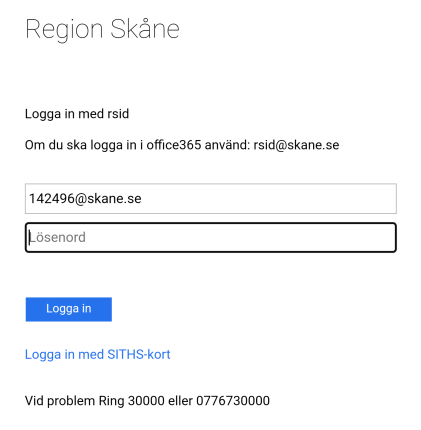 Region Skåne
Logga in med rsid
Om du ska logga in i office365 använd: rsid@skane.se
142496@skane.se
Lösenord
Logga in
Logga in med SITHS-kort
Vid problem Ring 30000 eller 0776730000